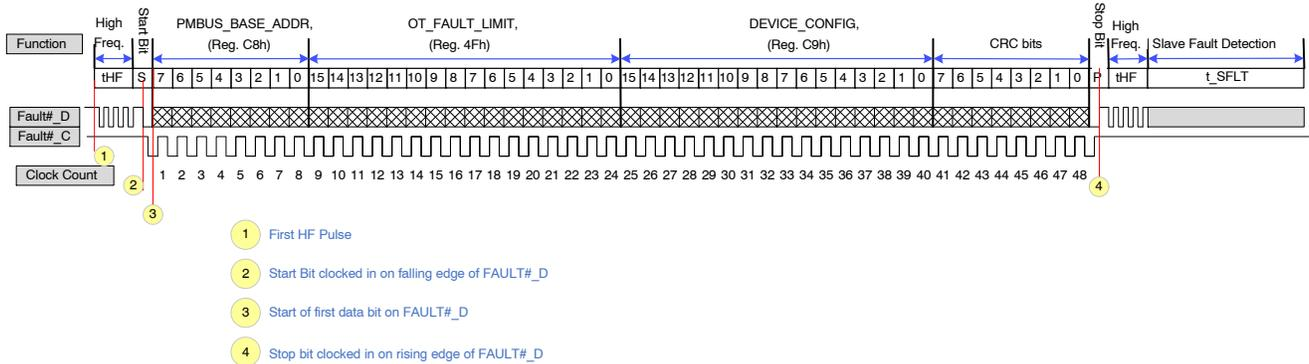 High
Freq.
Start Bit
PMBUS_BASE_ADDR,
(Reg. C8h)
OT_FAULT_LIMIT,
(Reg. 4Fh)
DEVICE_CONFIG,
(Reg. C9h)
CRC bits
Stop Bit
High
Freq.
Slave Fault Detection
Function
tHF S 7 6 5 4 3 2 1 0 15 14 13 12 11 10 9 8 7 6 5 4 3 2 1 0 15 14 13 12 11 10 9 8 7 6 5 4 3 2 1 0 7 6 5 4 3 2 1 0 P tHF t_SFLT
Fault#_D
Fault#_C
1
Clock Count
1 2 3 4 5 6 7 8 9 10 11 12 13 14 15 16 17 18 19 20 21 22 23 24 25 26 27 28 29 30 31 32 33 34 35 36 37 38 39 40 41 42 43 44 45 46 47 48
2
4
3
1 First HF Pulse
2 Start Bit clocked in on falling edge of FAULT#_D
3 Start of first data bit on FAULT#_D
4 Stop bit clocked in on rising edge of FAULT#_D